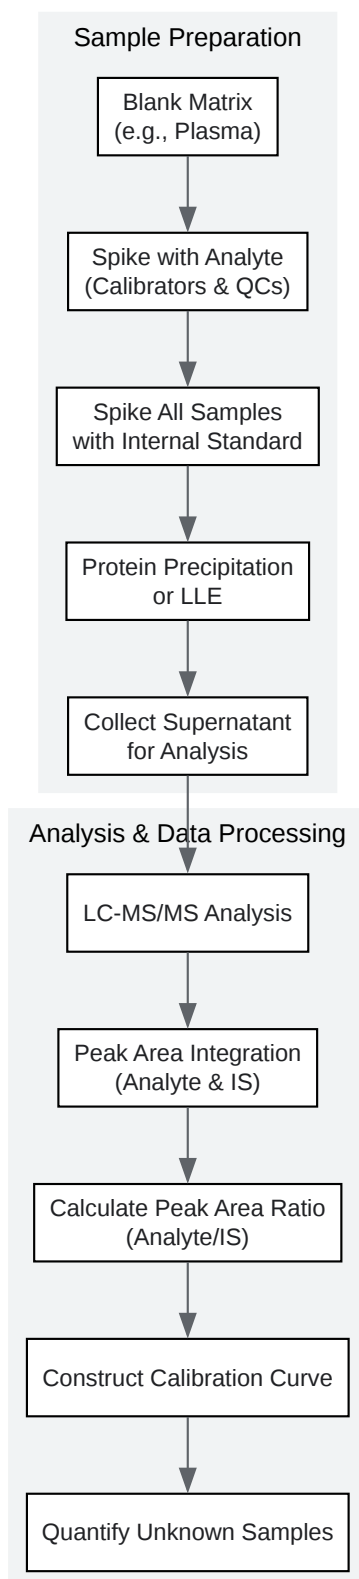 Sample Preparation
Blank Matrix
(e.g., Plasma)
Spike with Analyte
(Calibrators & QCs)
Spike All Samples
with Internal Standard
Protein Precipitation
or LLE
Collect Supernatant
for Analysis
Analysis & Data Processing
LC-MS/MS Analysis
Peak Area Integration
(Analyte & IS)
Calculate Peak Area Ratio
(Analyte/IS)
Construct Calibration Curve
Quantify Unknown Samples